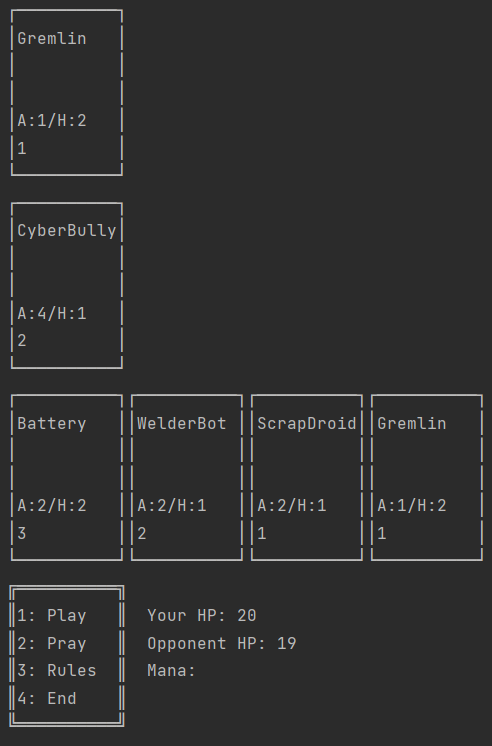 Gremlin
A:1/H:2
1
CyberBully
A:4/H:1
2
Battery WelderBot ScrapDroid Gremlin
A:2/H:2 A:2/H:1 A:2/H:1 A:1/H:2
3 2 1 1
1: Play Your HP: 20
2: Pray Opponent HP: 19
3: Rules Mana:
4: End